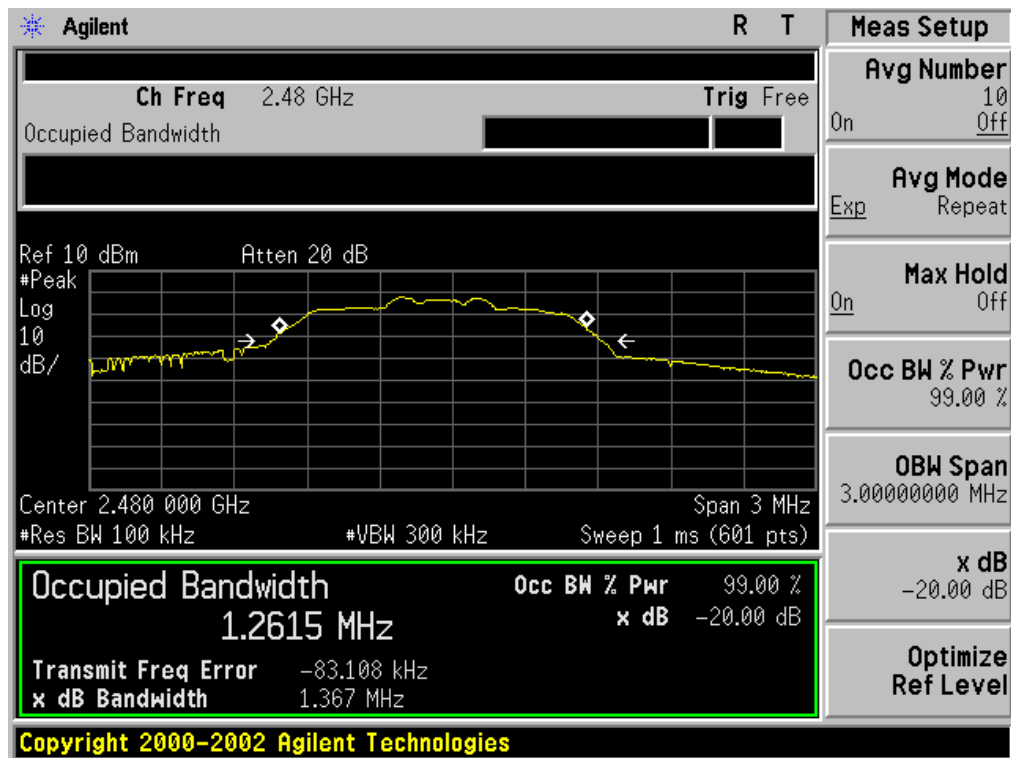 Agilent R T
Ch Freq 2.48 GHz Trig Free
Occupied Bandwidth
Ref 10 dBm Atten 20 dB
#Peak
Log
10
dB/
Center 2.480 000 GHz Span 3 MHz
#Res BW 100 kHz #VBW 300 kHz Sweep 1 ms (601 pts)
Occupied Bandwidth Occ BW % Pwr 99.00 %
1.2615 MHz x dB -20.00 dB
Transmit Freq Error -83.108 kHz
x dB Bandwidth 1.367 MHz
Copyright 2000-2002 Agilent Technologies
Meas Setup
Avg Number
10
On Off
Avg Mode
Exp Repeat
Max Hold
On Off
Occ BW % Pwr
99.00 %
OBW Span
3.00000000 MHz
x dB
-20.00 dB
Optimize
Ref Level